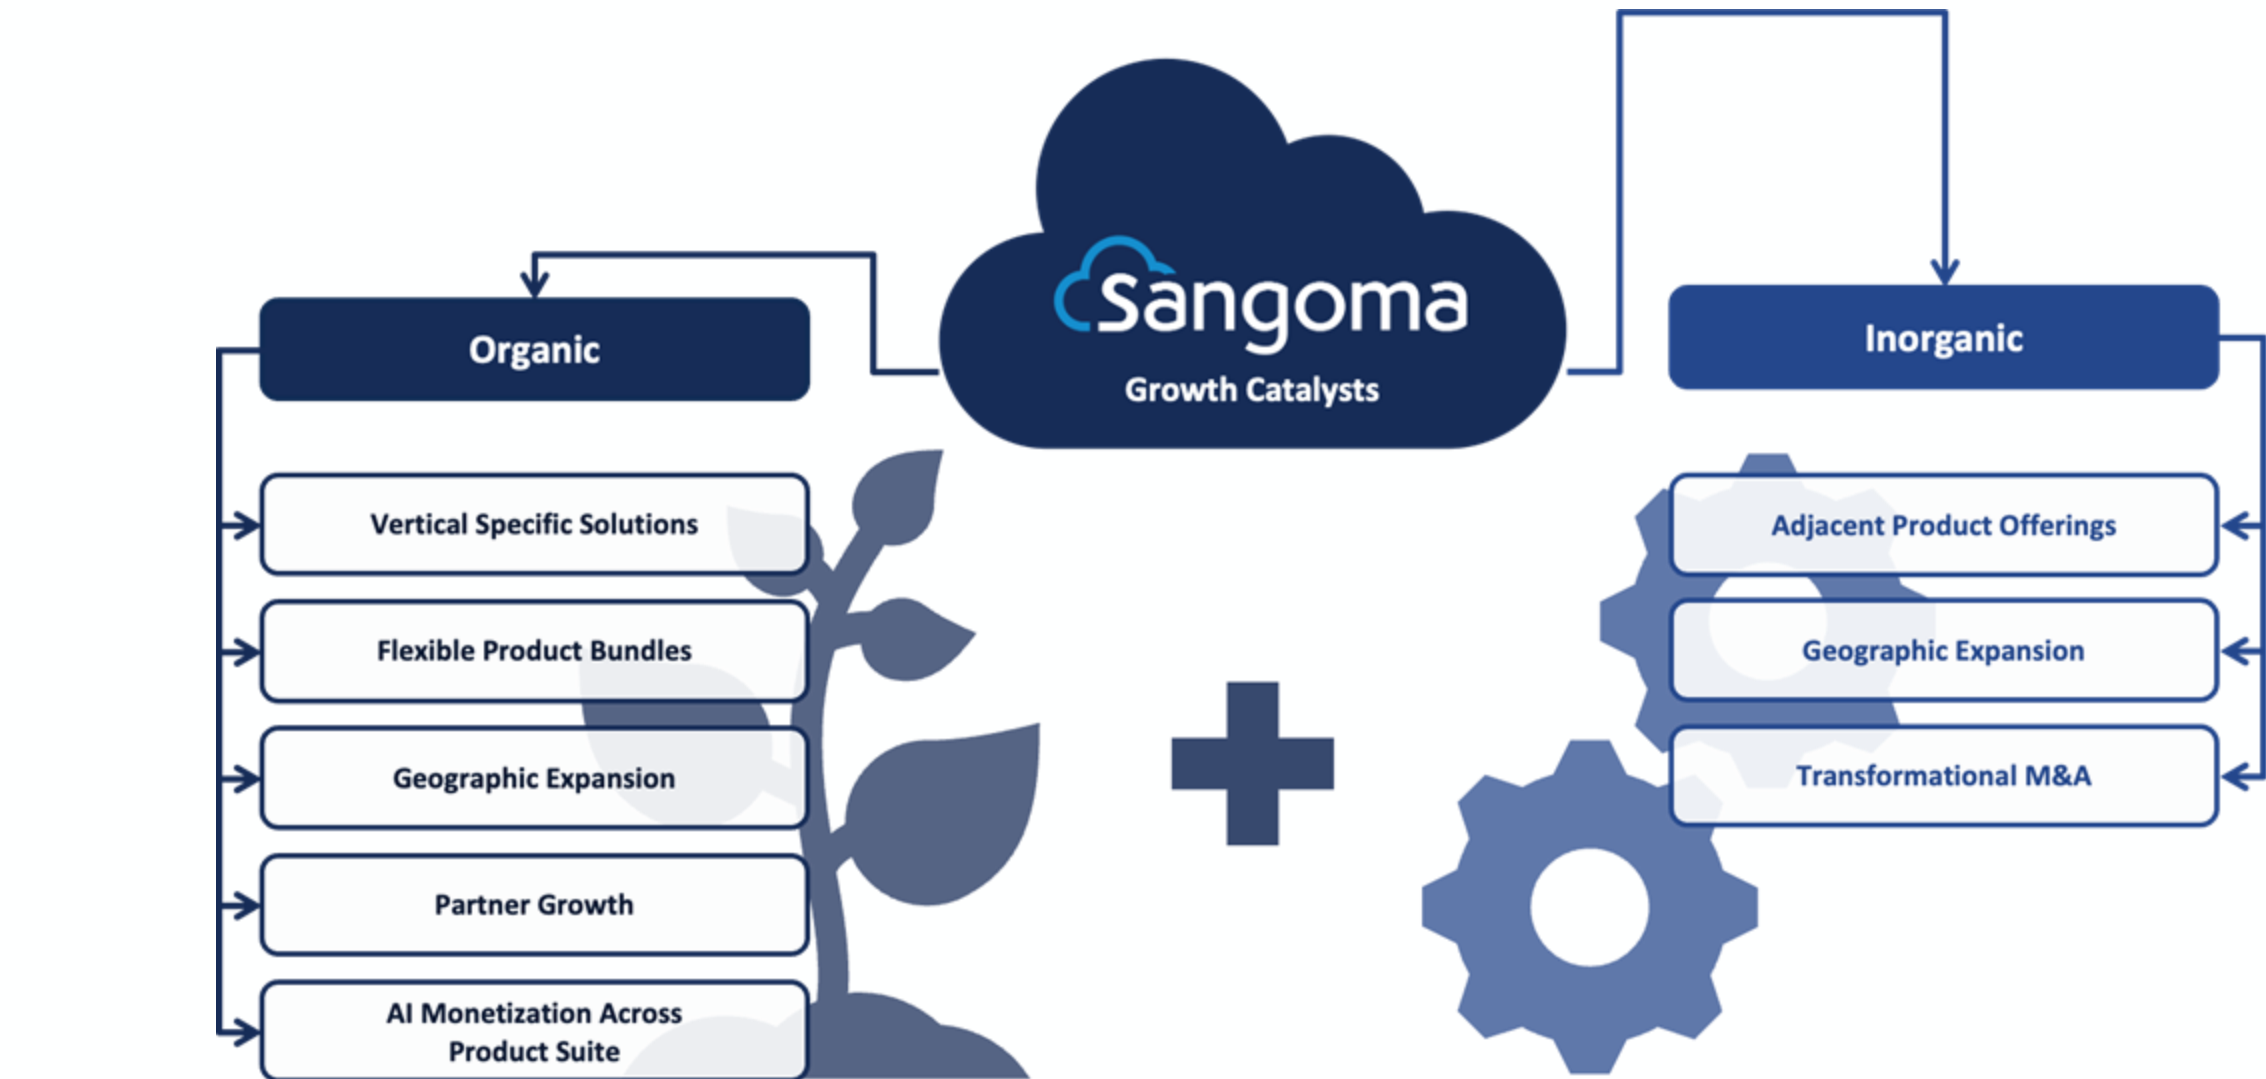 Sangoma
Growth Catalysts
Organic
Vertical Specific Solutions
Flexible Product Bundles
Geographic Expansion
Partner Growth
AI Monetization Across
Product Suite
Inorganic
Adjacent Product Offerings
Geographic Expansion
Transformational M&A